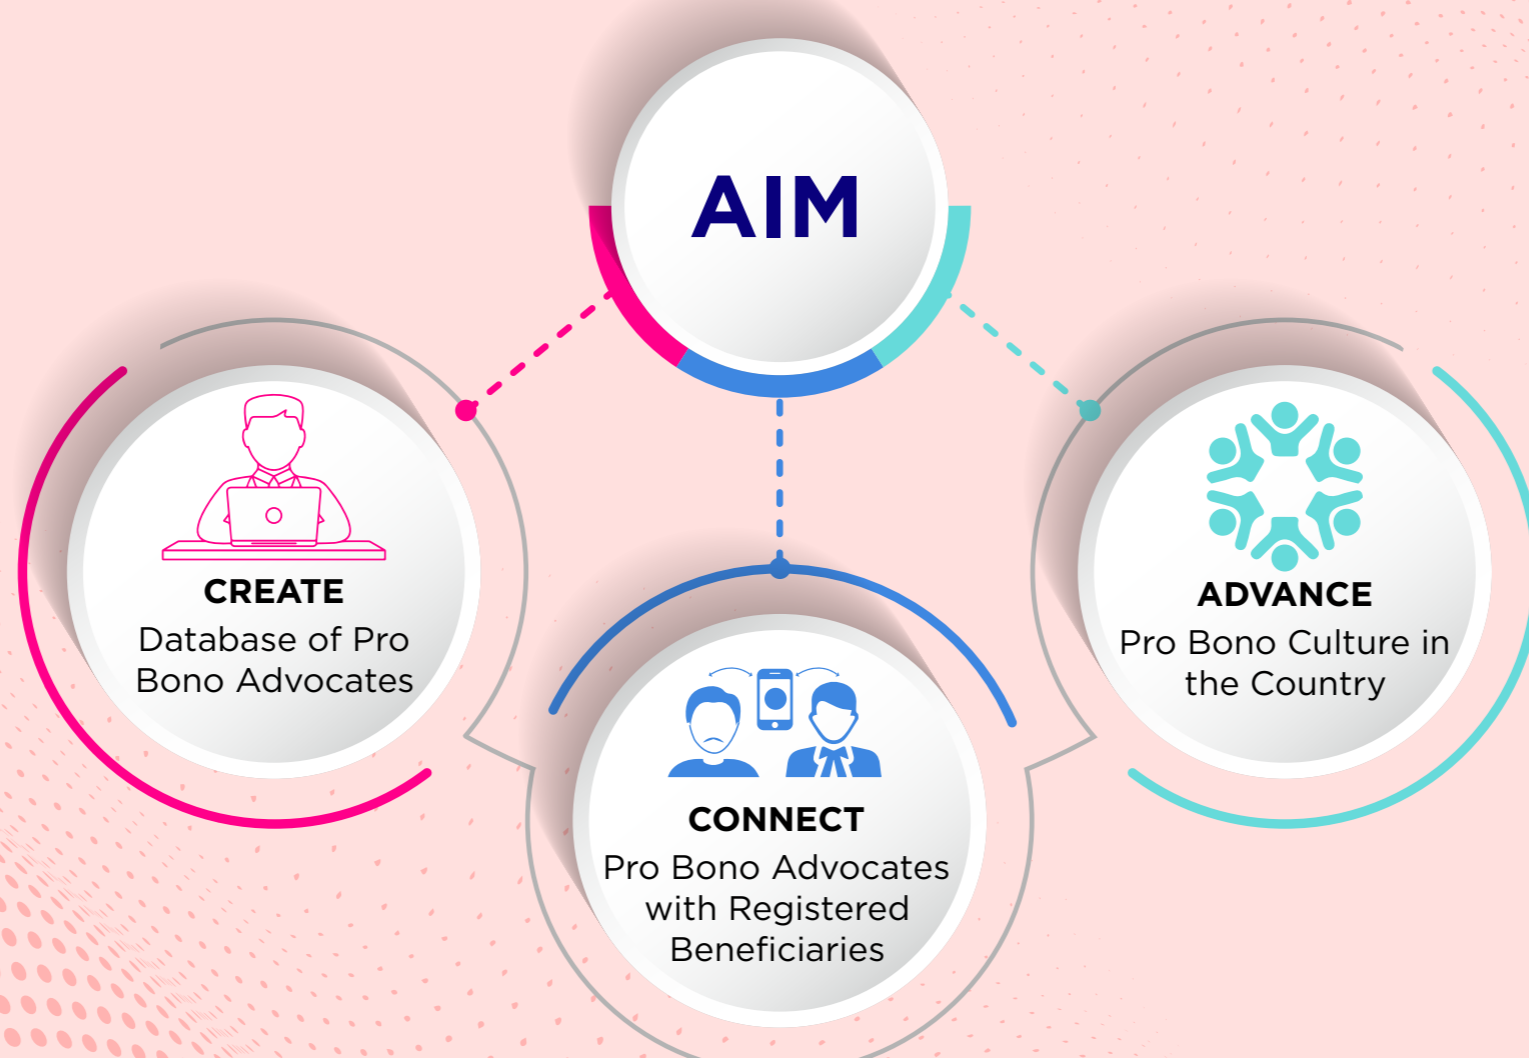 AIM
CREATE
Database of Pro
Bono Advocates
CONNECT
Pro Bono Advocates
with Registered
Beneficiaries
ADVANCE
Pro Bono Culture in
the Country